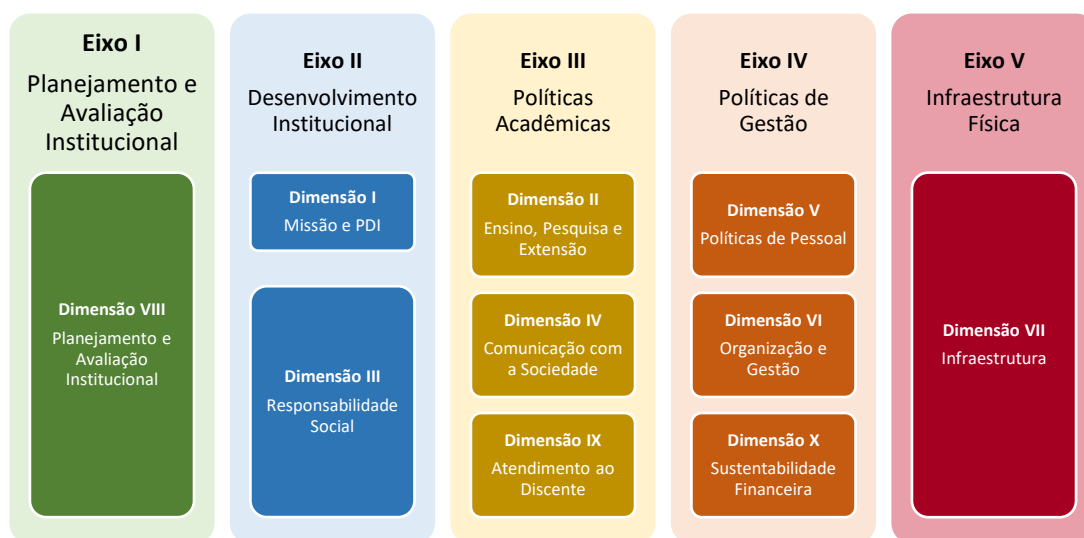 Eixo I
Planejamento e
Avaliação
Institucional
Dimensão VIII
Planejamento e
Avaliação
Institucional
Eixo II
Desenvolvimento
Institucional
Dimensão I
Missão e PDI
Dimensão III
Responsabilidade
Social
Eixo III
Políticas
Acadêmicas
Dimensão II
Ensino, Pesquisa e
Extensão
Dimensão IV
Comunicação com
a Sociedade
Dimensão IX
Atendimento ao
Discente
Eixo IV
Políticas de
Gestão
Dimensão V
Políticas de Pessoal
Dimensão VI
Organização e
Gestão
Dimensão X
Sustentabilidade
Financeira
Eixo V
Infraestrutura
Física
Dimensão VII
Infraestrutura